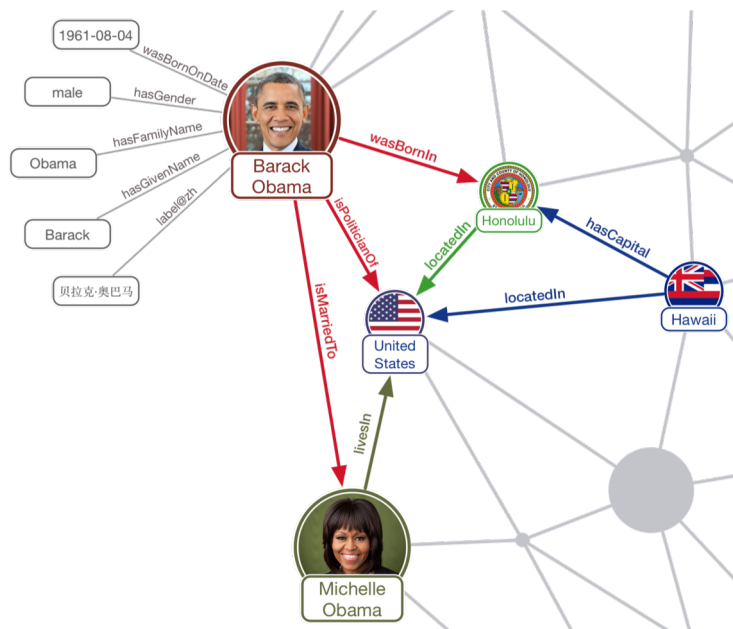 1961-08-04
wasBornOnDate
male
hasGender
hasFamilyName
Obama
hasGivenName
Barack
label@zh
贝拉克·奥巴马
Barack
Obama
wasBornIn
isPoliticianOf
isMarriedTo
Honolulu
locatedIn
hasCapital
locatedIn
Hawaii
United
States
livesIn
Michelle
Obama